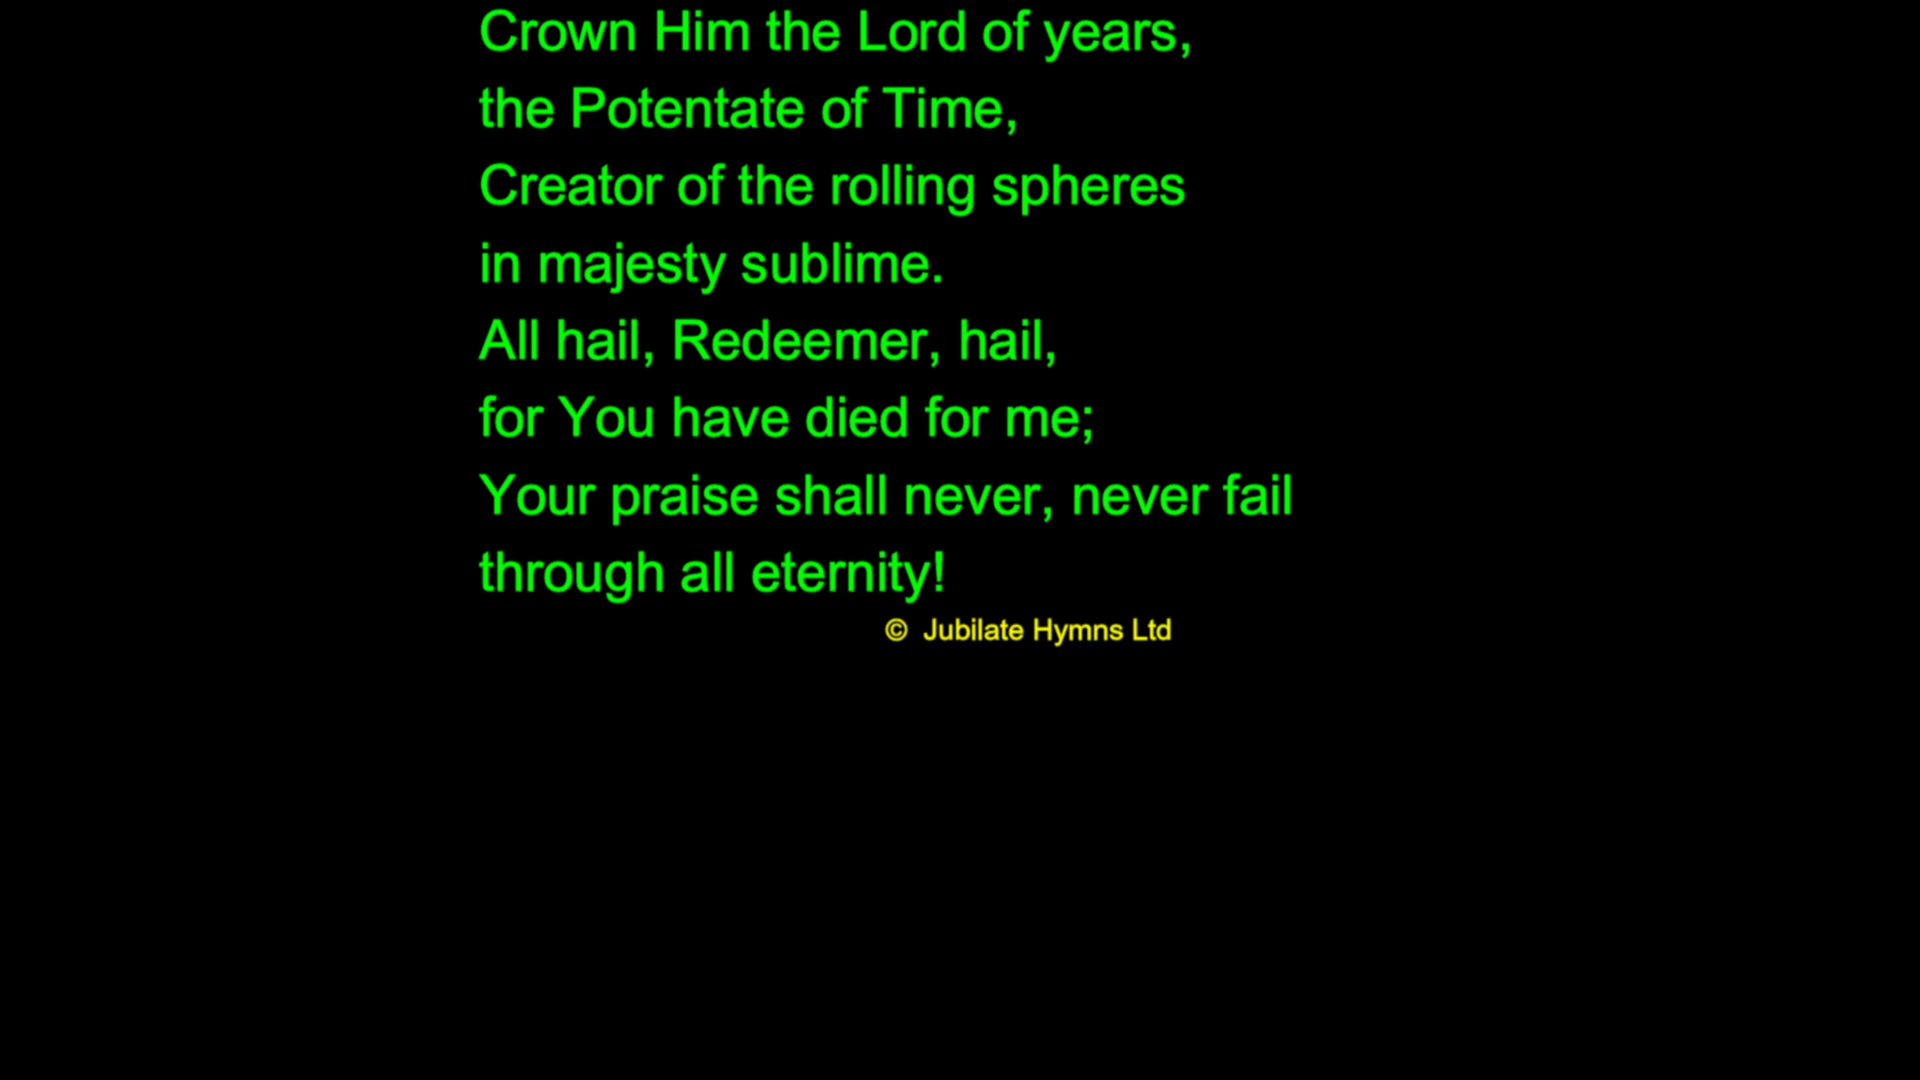 Crown Him the Lord of years,
the Potentate of Time,
Creator of the rolling spheres
in majesty sublime.
All hail, Redeemer, hail,
for You have died for me;
Your praise shall never, never fail
through all eternity!
© Jubilate Hymns Ltd